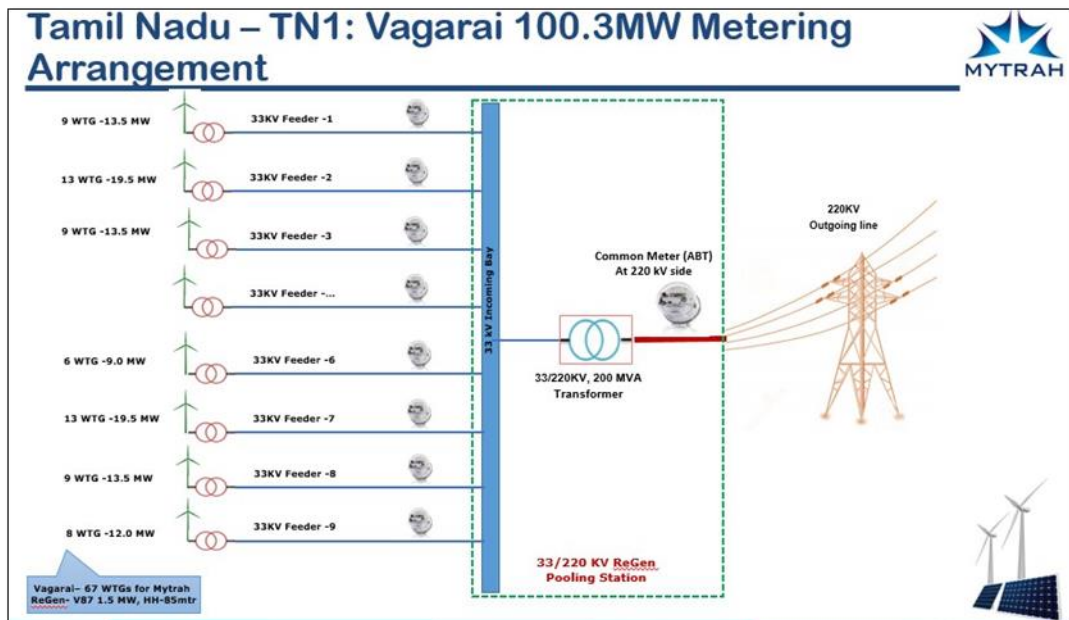 Tamil Nadu – TN1: Vagarai 100.3MW Metering
Arrangement
MYTRAH
9 WTG -13.5 MW
33KV Feeder -1
13 WTG -19.5 MW
33KV Feeder -2
9 WTG -13.5 MW
33KV Feeder -3
33KV Feeder -...
6 WTG -9.0 MW
33KV Feeder -6
13 WTG -19.5 MW
33KV Feeder -7
9 WTG -13.5 MW
33KV Feeder -8
8 WTG -12.0 MW
33KV Feeder -9
33 kV Incoming Bay
Common Meter (ABT)
At 220 kV side
33/220KV, 200 MVA
Transformer
220KV
Outgoing line
33/220 KV ReGen
Pooling Station
Vagarai– 67 WTGs for Mytrah
ReGen- V87 1.5 MW, HH-85mtr